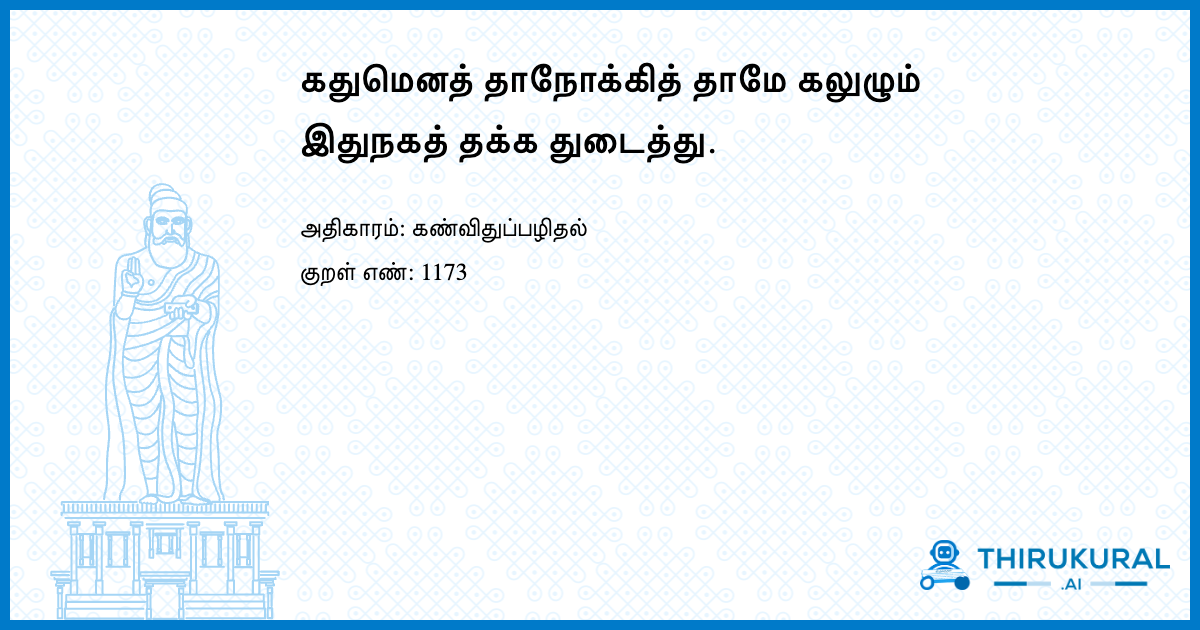 கதுமெனத் தாநோக்கித் தாமே கலுழும்
இதுநகத் தக்க துடைத்து.
அதிகாரம்: கண்விதுப்பழிதல்
குறள் எண்: 1173
THIRUKURAL
.AI